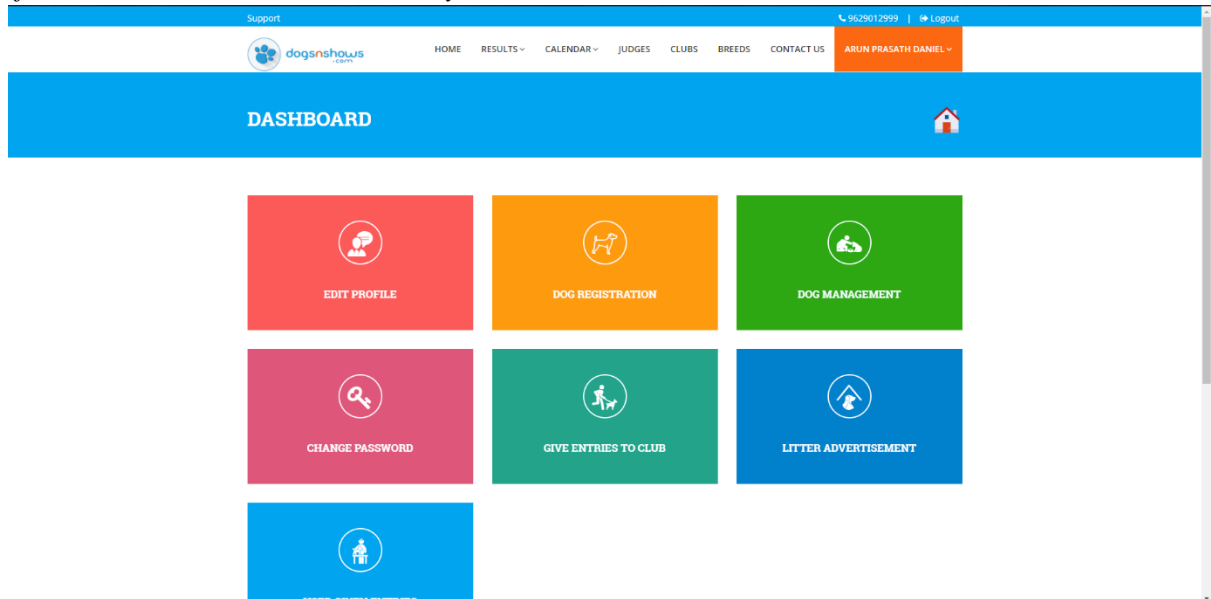 Support
9629012999 | Logout
dogsnshows
.com
HOME RESULTS CALENDAR JUDGES CLUBS BREEDS CONTACT US ARUN PRASATH DANIEL
DASHBOARD
EDIT PROFILE
DOG REGISTRATION
DOG MANAGEMENT
CHANGE PASSWORD
GIVE ENTRIES TO CLUB
LITTER ADVERTISEMENT